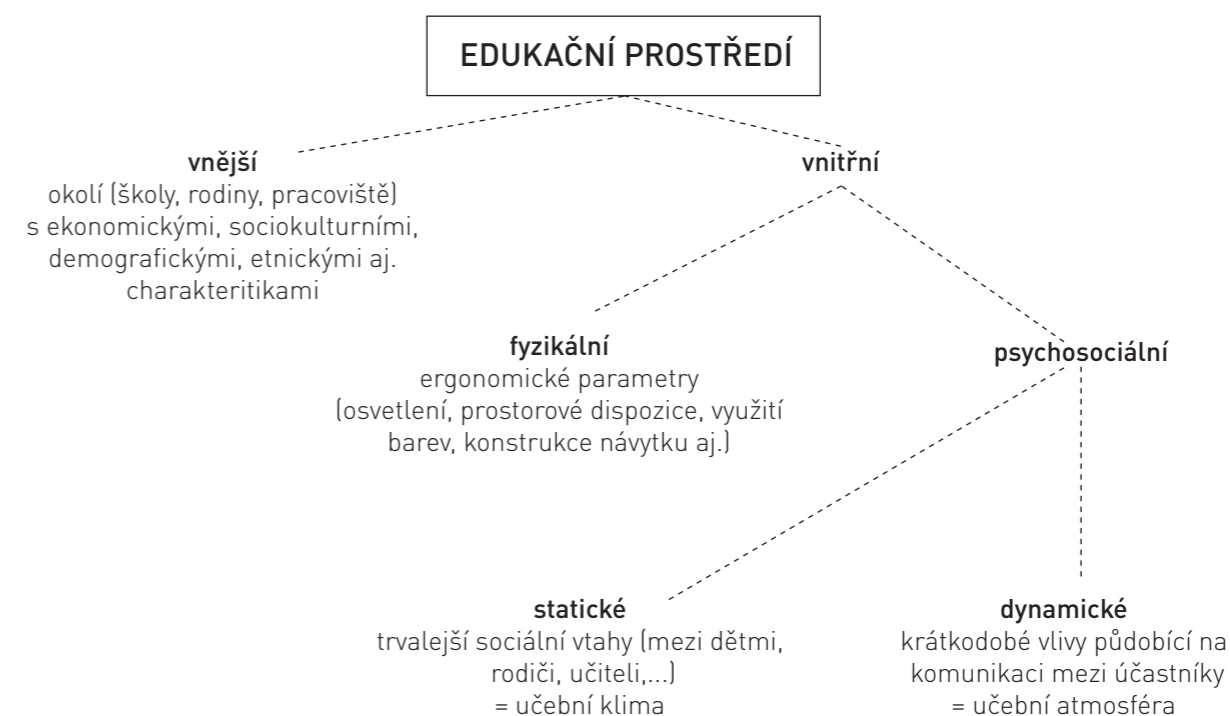 EDUKAČNÍ PROSTŘEDÍ
vnější
okolí (školy, rodiny, pracoviště)
s ekonomickými, sociokulturními,
demografickými, etnickými aj.
charakteritikami
vnitřní
fyzikální
ergonomické parametry
(osvetlení, prostorové dispozice, využití
barev, konstrukce návytku aj.)
psychosociální
statické
trvalejší sociální vtahy (mezi dětmi,
rodiči, učiteli,...)
= učební klima
dynamické
krátkodobé vlivy půdobící na
komunikaci mezi účastníky
= učební atmosféra